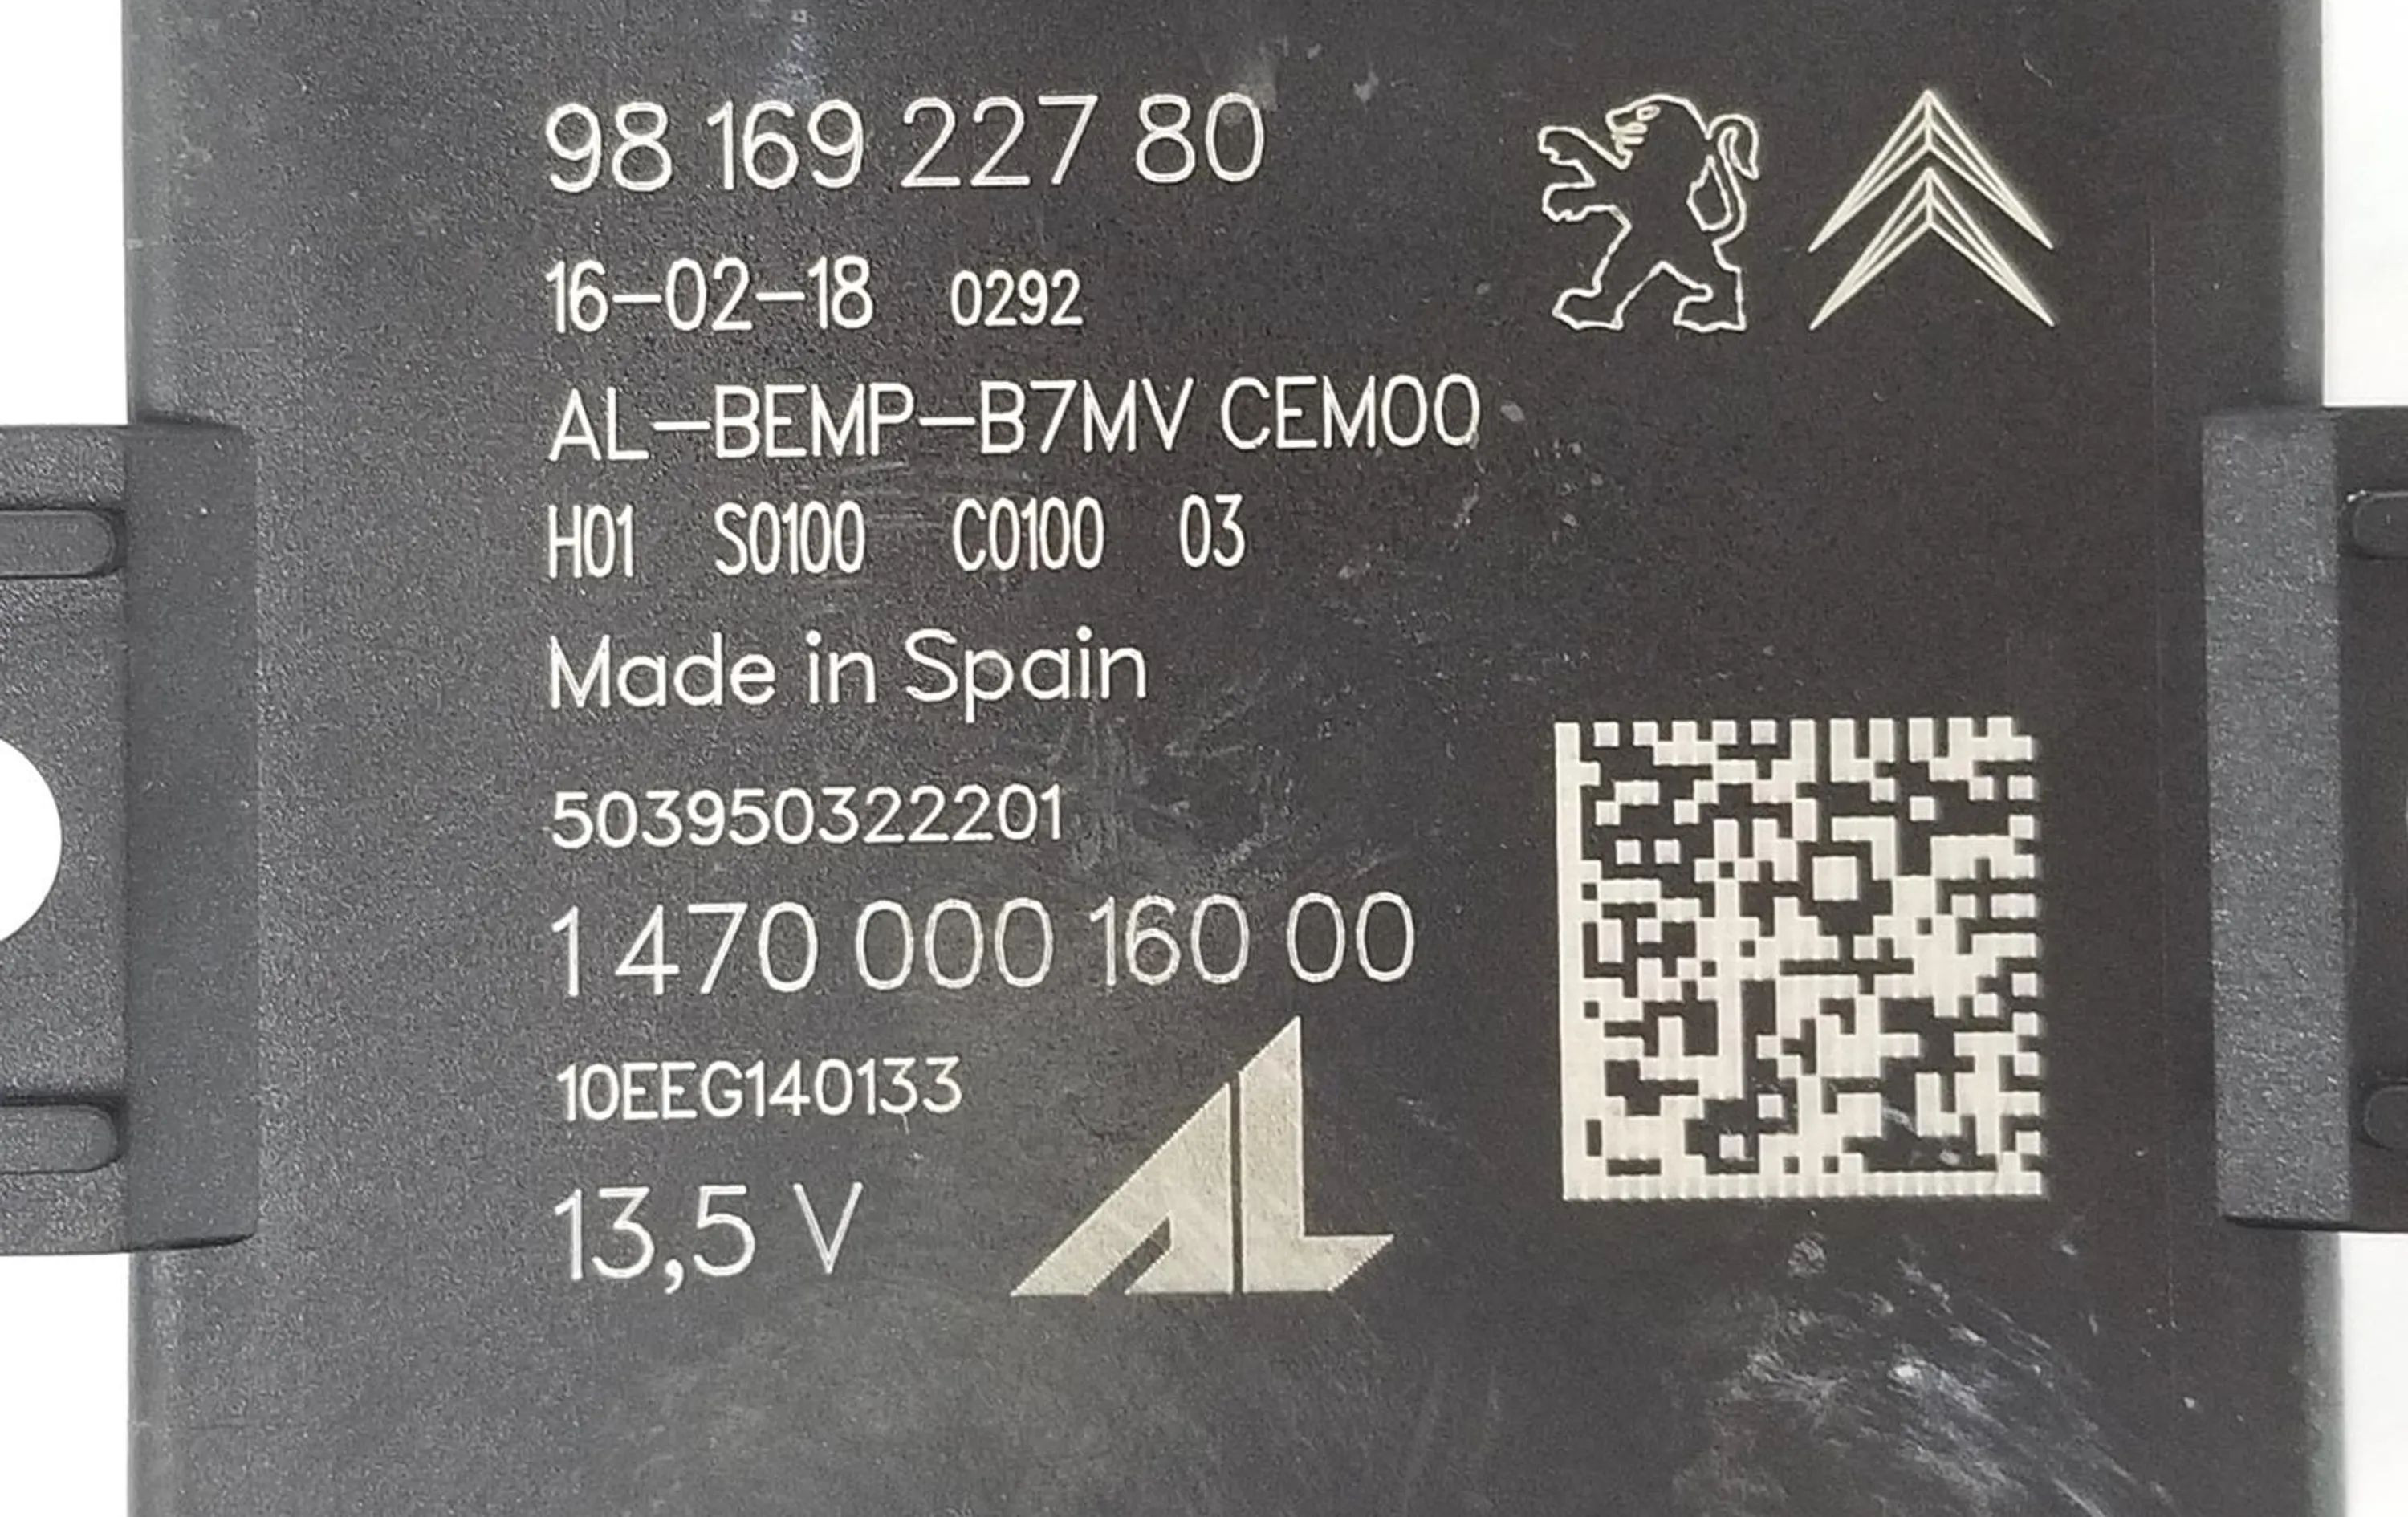 98 169 227 80
16-02-18 0292
AL-BEMP-B7MV CEM00
H01 S0100 C0100 03
Made in Spain
503950322201
1 470 000 160 00
10EEG140133
13,5 V
AL